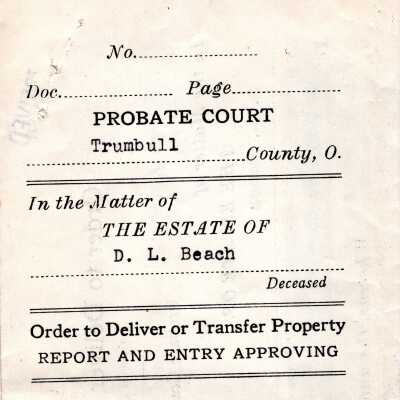 No.
Doc. Page
PROBATE COURT
Trumbull
County, O.
In the Matter of
THE ESTATE OF
D. L. Beach
Deceased
Order to Deliver or Transfer Property
REPORT AND ENTRY APPROVING